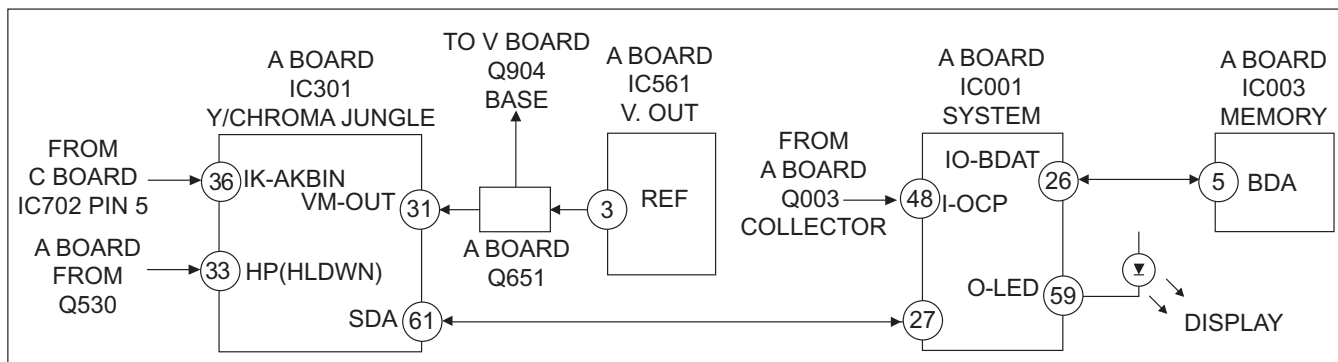 A BOARD
IC301
Y/CHROMA JUNGLE
FROM
C BOARD
IC702 PIN 5
36
IK-AKBIN
VM-OUT
31
A BOARD
FROM
Q530
33
HP(HLDWN)
SDA
61
TO V BOARD
Q904
BASE
A BOARD
Q651
A BOARD
IC561
V. OUT
3
REF
FROM
A BOARD
Q003
COLLECTOR
A BOARD
IC001
SYSTEM
IO-BDAT
26
48
I-OCP
O-LED
59
27
DISPLAY
A BOARD
IC003
MEMORY
5
BDA